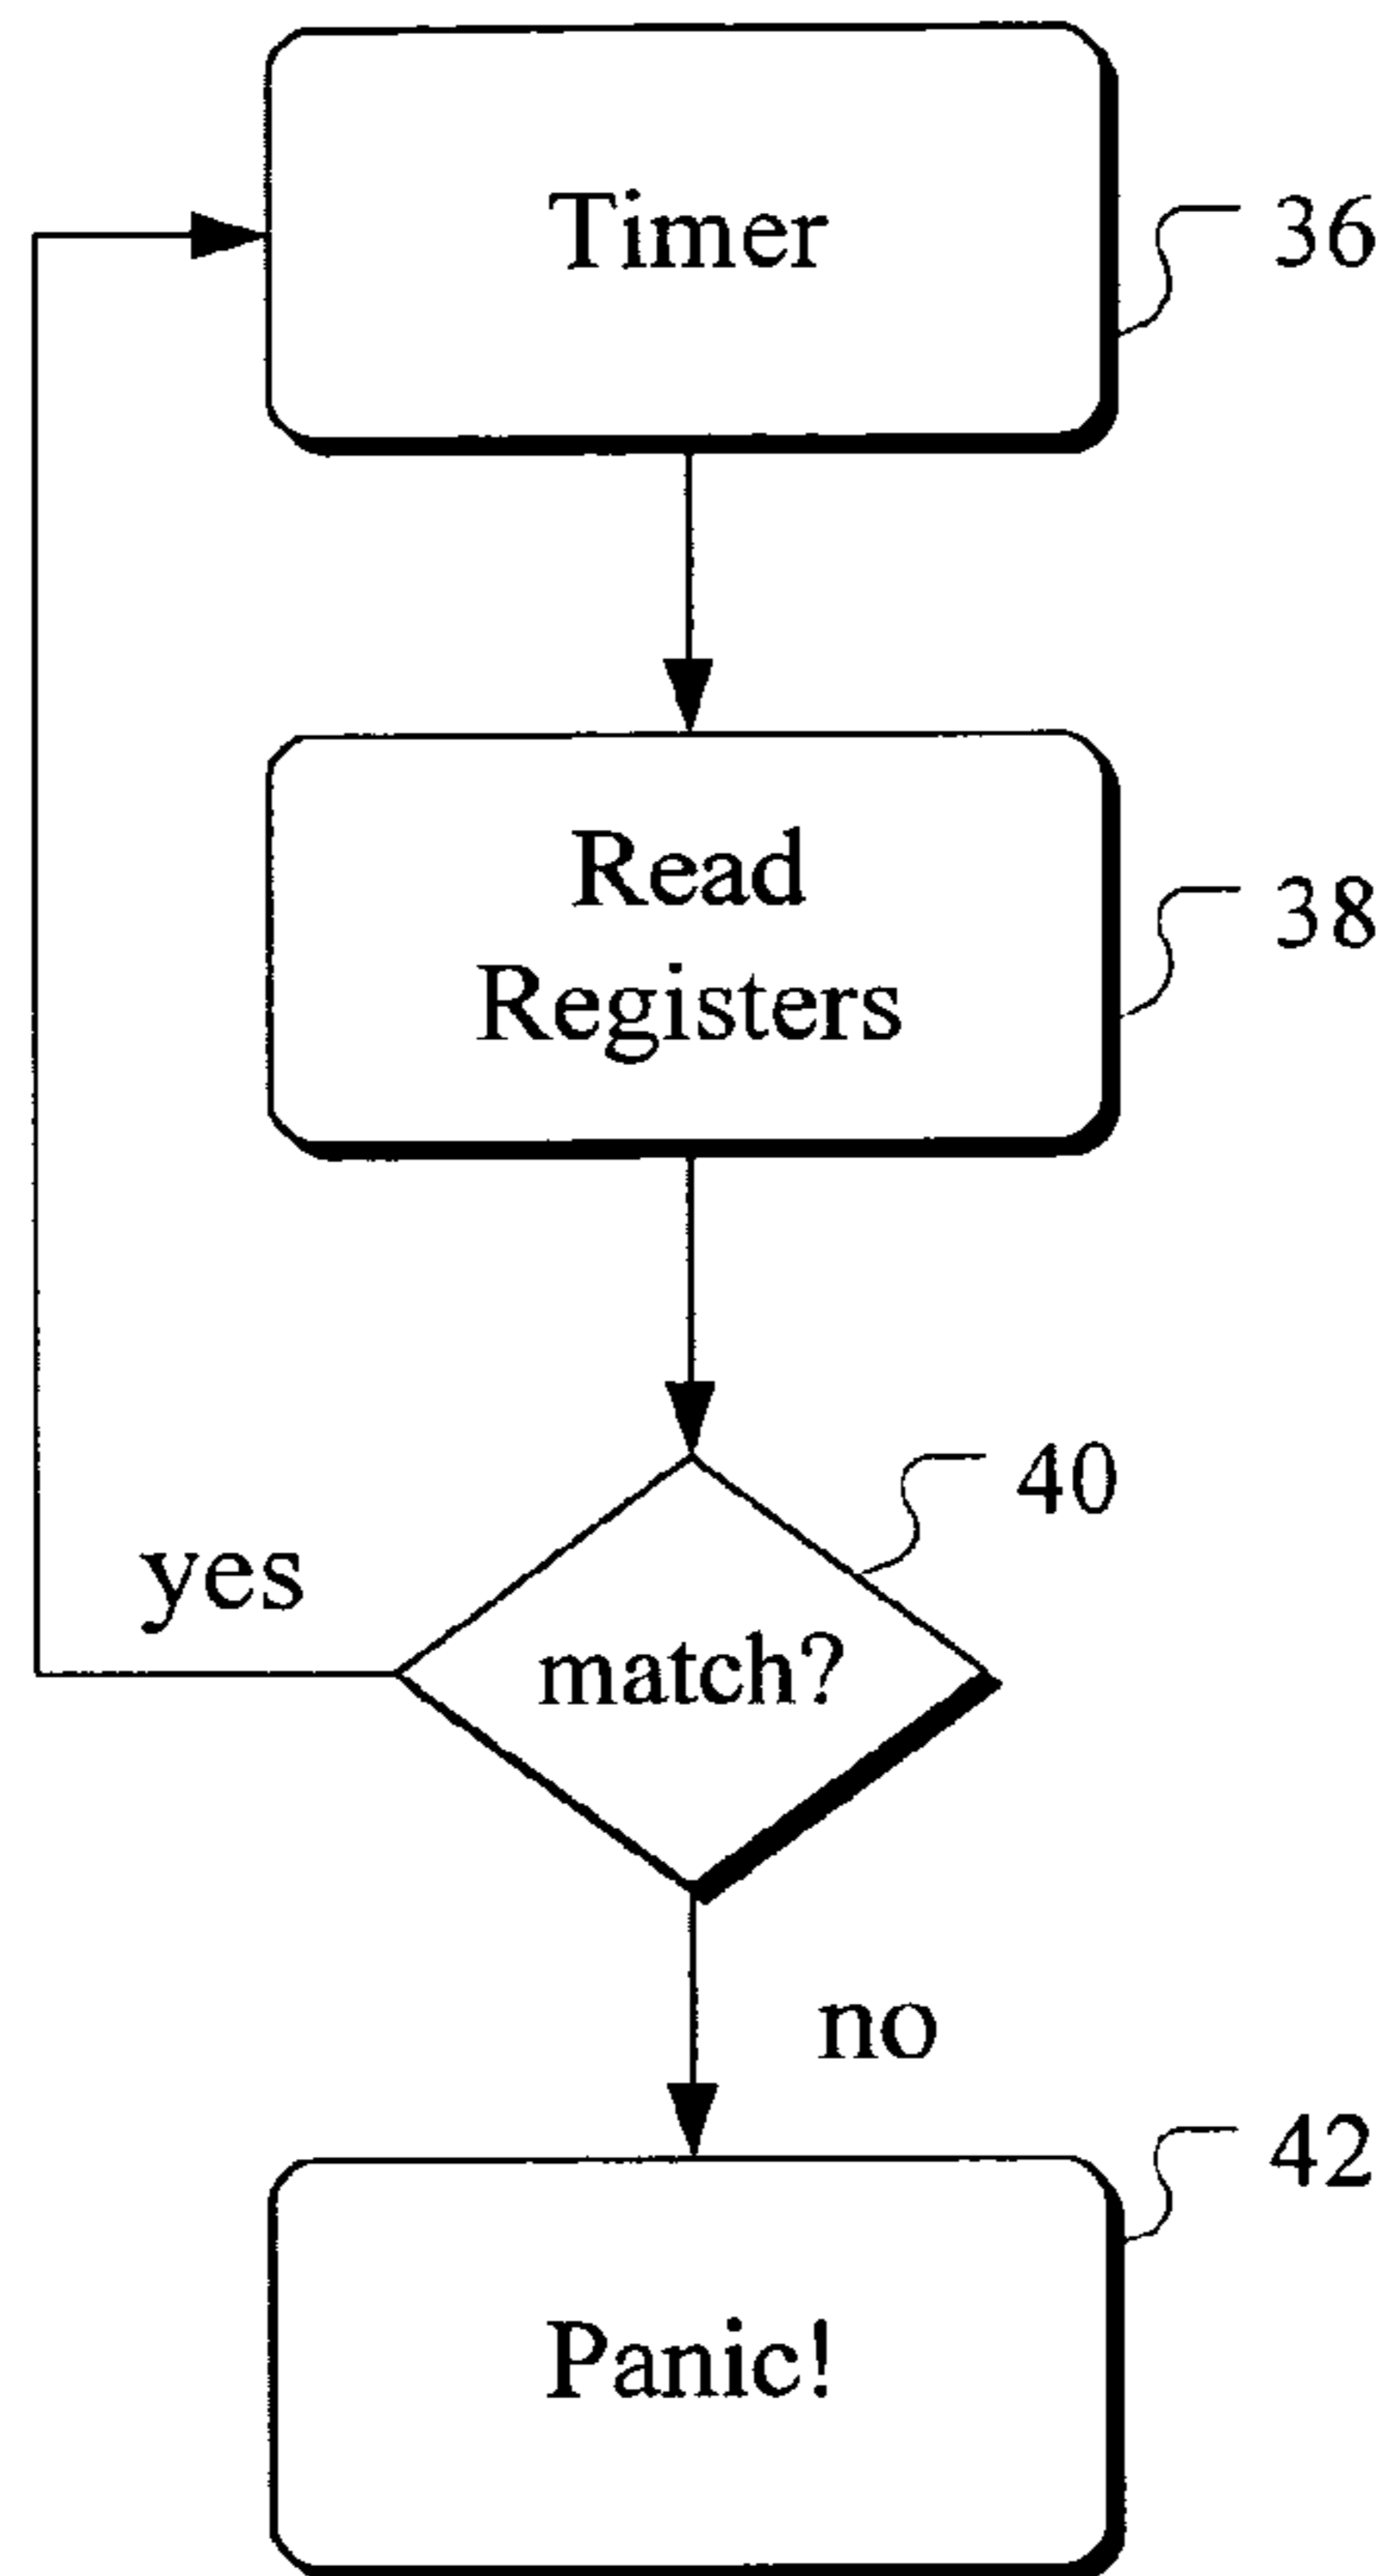 Timer
36
Read
Registers
38
40
yes
match?
no
42
Panic!